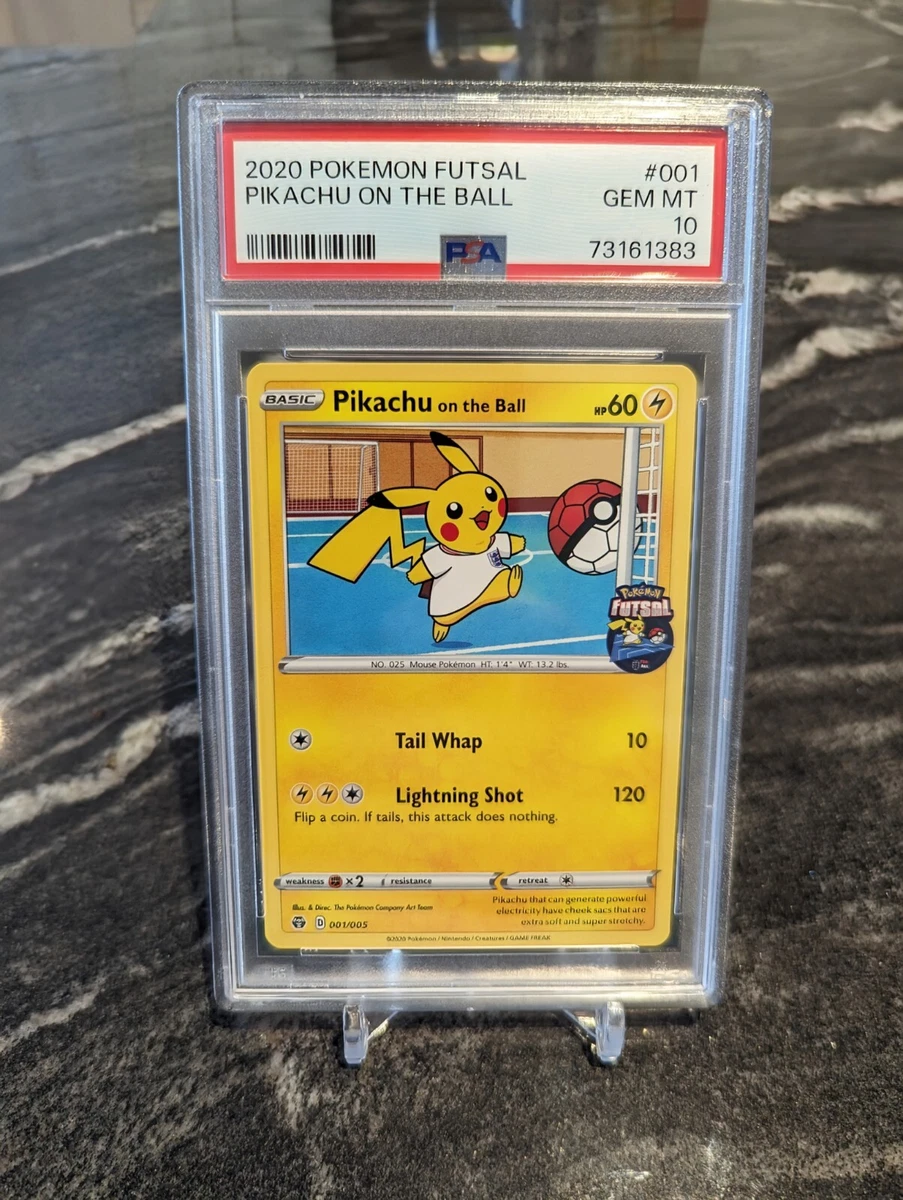 2020 POKEMON FUTSAL #001
PIKACHU ON THE BALL GEM MT
10
PSA 73161383
BASIC Pikachu on the Ball HP60
Pokémon
FUTSAL
NO. 025 Mouse Pokémon HT: 1'4" WT: 13.2 lbs.
Tail Whap 10
Lightning Shot 120
Flip a coin. If tails, this attack does nothing.
weakness ×2 resistance retreat
Pikachu that can generate powerful
electricity have cheek sacs that are
extra soft and super stretchy.
Illus. & Direc. The Pokémon Company Art Team
D 001/005
©2020 Pokémon / Nintendo / Creatures / GAME FREAK